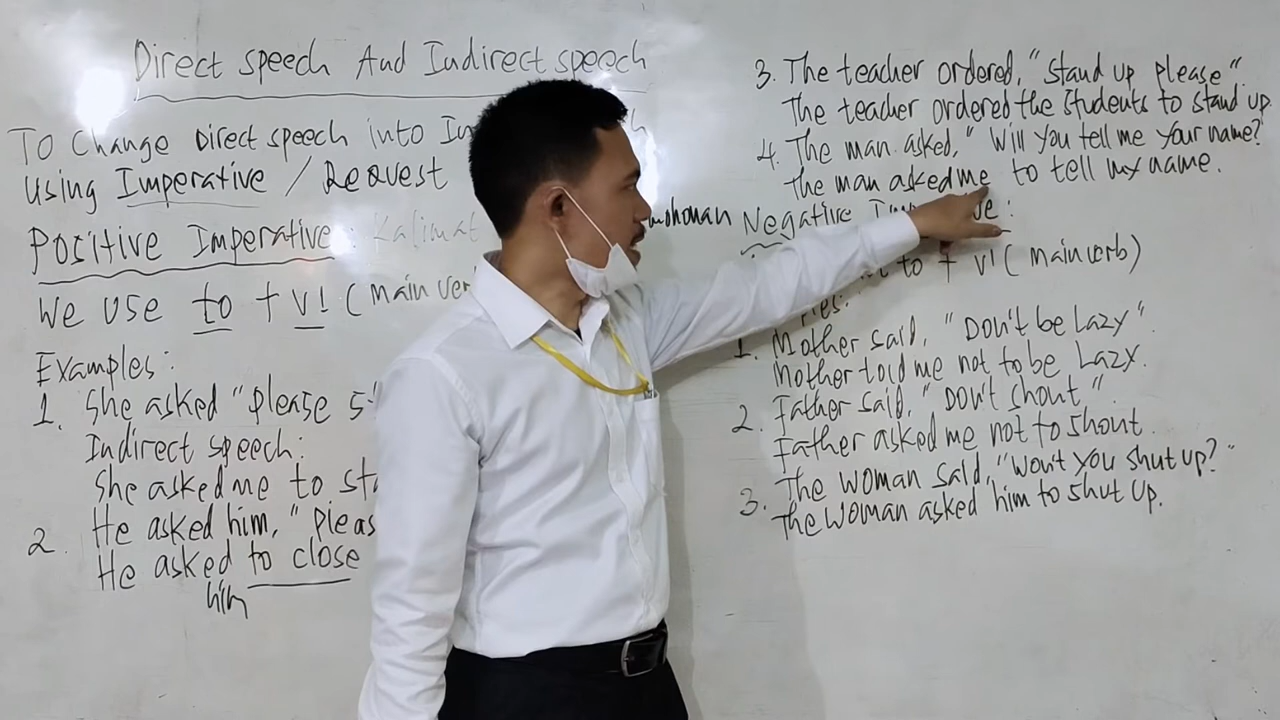 Direct speech And Indirect speech
To Change Direct speech into
Using Imperative / Request
Positive Imperative: Kalimat
We use to + V1 (main
Examples:
1. She asked "please
Indirect speech:
She asked me to
2. He asked him, "
He asked to close
him
3. The teacher ordered, "stand up please"
The teacher ordered the students to stand up.
4. The man asked, "Will you tell me your name?
The man asked me to tell my name.
Negative
to + V1 (main verb)
1. Mother said, "Don't be Lazy".
Mother told me not to be Lazy.
2. Father said, "Don't shout".
Father asked me not to shout.
3. The woman said, "Won't you shut up?"
The woman asked him to shut up.